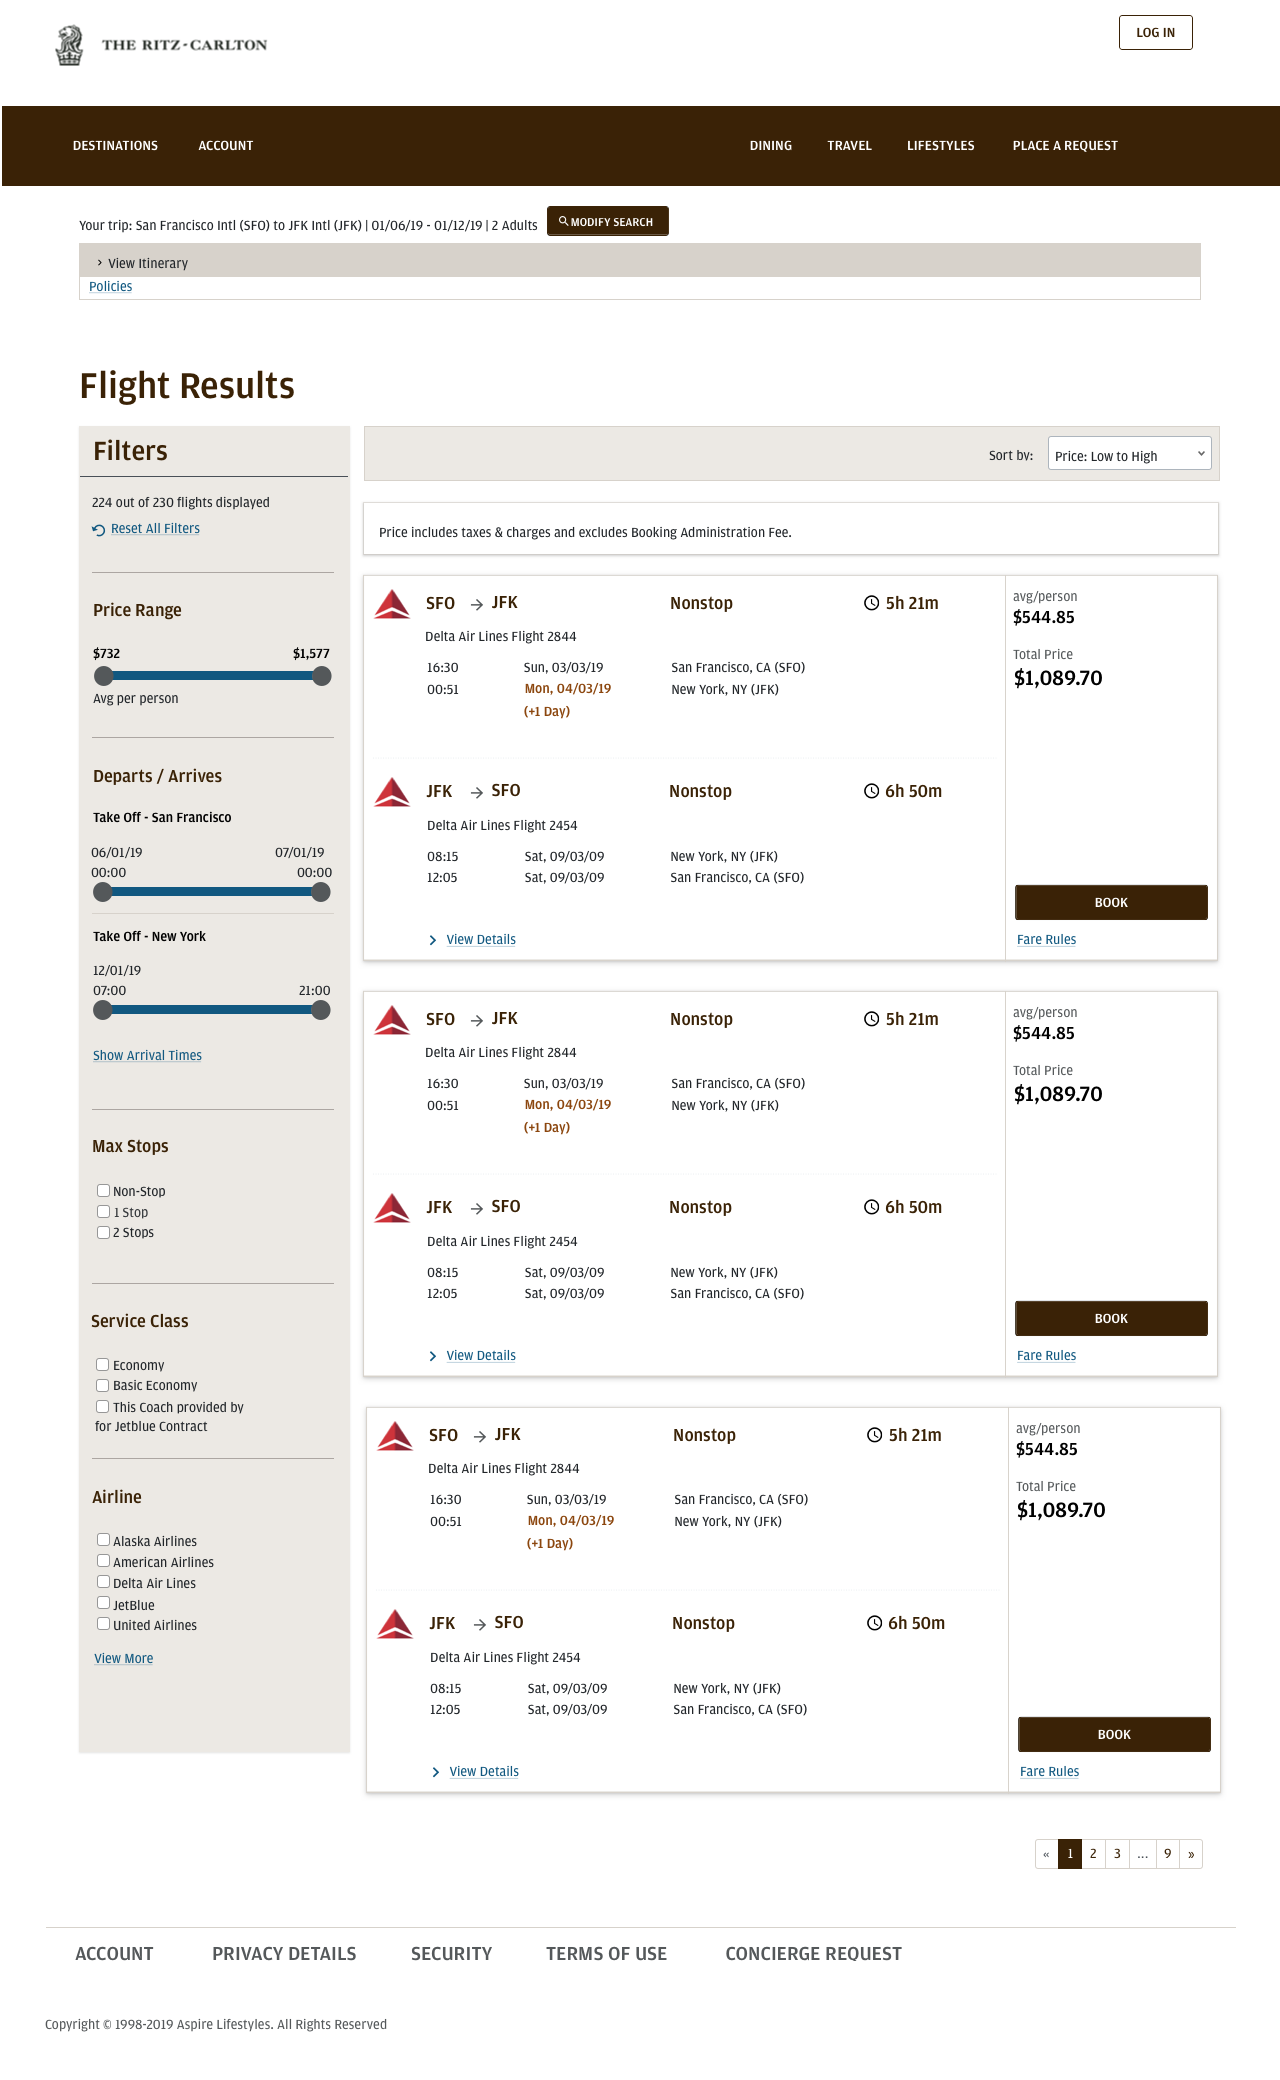 THE RITZ-CARLTON
LOG IN
DESTINATIONS ACCOUNT DINING TRAVEL LIFESTYLES PLACE A REQUEST
Your trip: San Francisco Intl (SFO) to JFK Intl (JFK) | 01/06/19 - 01/12/19 | 2 Adults MODIFY SEARCH
› View Itinerary
Policies
Flight Results
Filters
224 out of 230 flights displayed
Reset All Filters
Price Range
$732 $1,577
Avg per person
Departs / Arrives
Take Off - San Francisco
06/01/19 07/01/19
00:00 00:00
Take Off - New York
12/01/19
07:00 21:00
Show Arrival Times
Max Stops
Non-Stop
1 Stop
2 Stops
Service Class
Economy
Basic Economy
This Coach provided by
for Jetblue Contract
Airline
Alaska Airlines
American Airlines
Delta Air Lines
JetBlue
United Airlines
View More
Sort by: Price: Low to High
Price includes taxes & charges and excludes Booking Administration Fee.
SFO → JFK Nonstop 5h 21m
Delta Air Lines Flight 2844
16:30 Sun, 03/03/19 San Francisco, CA (SFO)
00:51 Mon, 04/03/19 New York, NY (JFK)
(+1 Day)
JFK → SFO Nonstop 6h 50m
Delta Air Lines Flight 2454
08:15 Sat, 09/03/09 New York, NY (JFK)
12:05 Sat, 09/03/09 San Francisco, CA (SFO)
› View Details
avg/person
$544.85
Total Price
$1,089.70
BOOK
Fare Rules
SFO → JFK Nonstop 5h 21m
Delta Air Lines Flight 2844
16:30 Sun, 03/03/19 San Francisco, CA (SFO)
00:51 Mon, 04/03/19 New York, NY (JFK)
(+1 Day)
JFK → SFO Nonstop 6h 50m
Delta Air Lines Flight 2454
08:15 Sat, 09/03/09 New York, NY (JFK)
12:05 Sat, 09/03/09 San Francisco, CA (SFO)
› View Details
avg/person
$544.85
Total Price
$1,089.70
BOOK
Fare Rules
SFO → JFK Nonstop 5h 21m
Delta Air Lines Flight 2844
16:30 Sun, 03/03/19 San Francisco, CA (SFO)
00:51 Mon, 04/03/19 New York, NY (JFK)
(+1 Day)
JFK → SFO Nonstop 6h 50m
Delta Air Lines Flight 2454
08:15 Sat, 09/03/09 New York, NY (JFK)
12:05 Sat, 09/03/09 San Francisco, CA (SFO)
› View Details
avg/person
$544.85
Total Price
$1,089.70
BOOK
Fare Rules
« 1 2 3 ... 9 »
ACCOUNT PRIVACY DETAILS SECURITY TERMS OF USE CONCIERGE REQUEST
Copyright © 1998-2019 Aspire Lifestyles. All Rights Reserved